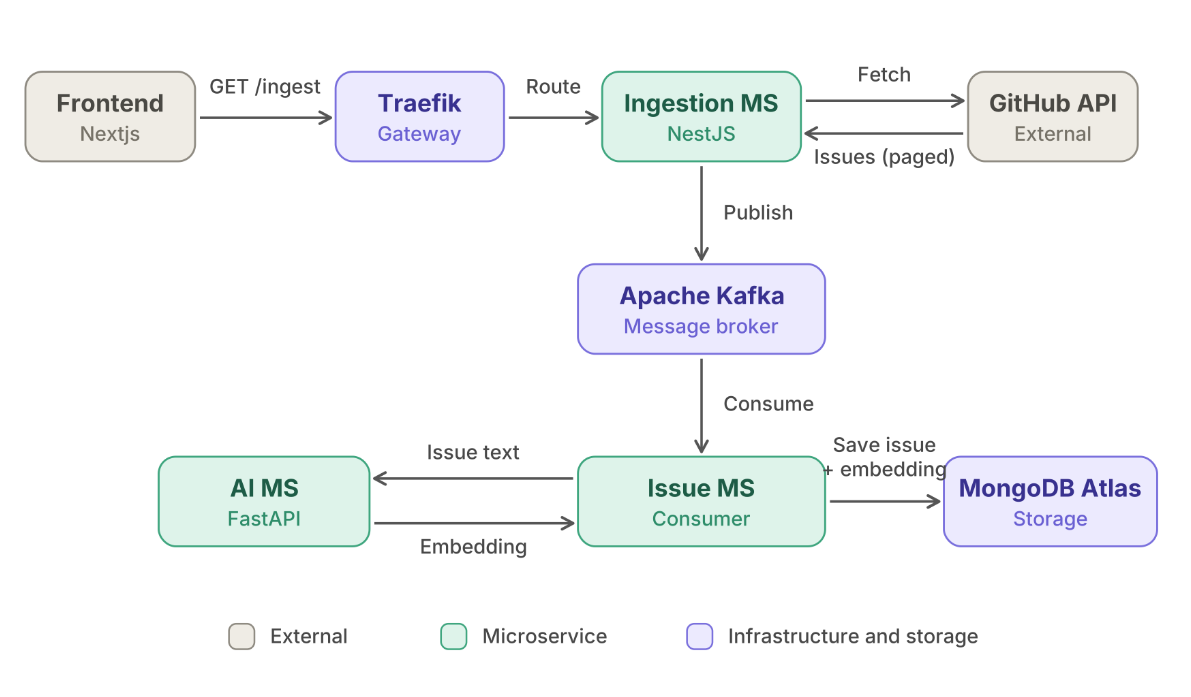 Frontend
Nextjs
GET /ingest
Traefik
Gateway
Route
Ingestion MS
NestJS
Fetch
Issues (paged)
GitHub API
External
Publish
Apache Kafka
Message broker
Consume
AI MS
FastAPI
Issue text
Embedding
Issue MS
Consumer
Save issue
+ embedding
MongoDB Atlas
Storage
External
Microservice
Infrastructure and storage